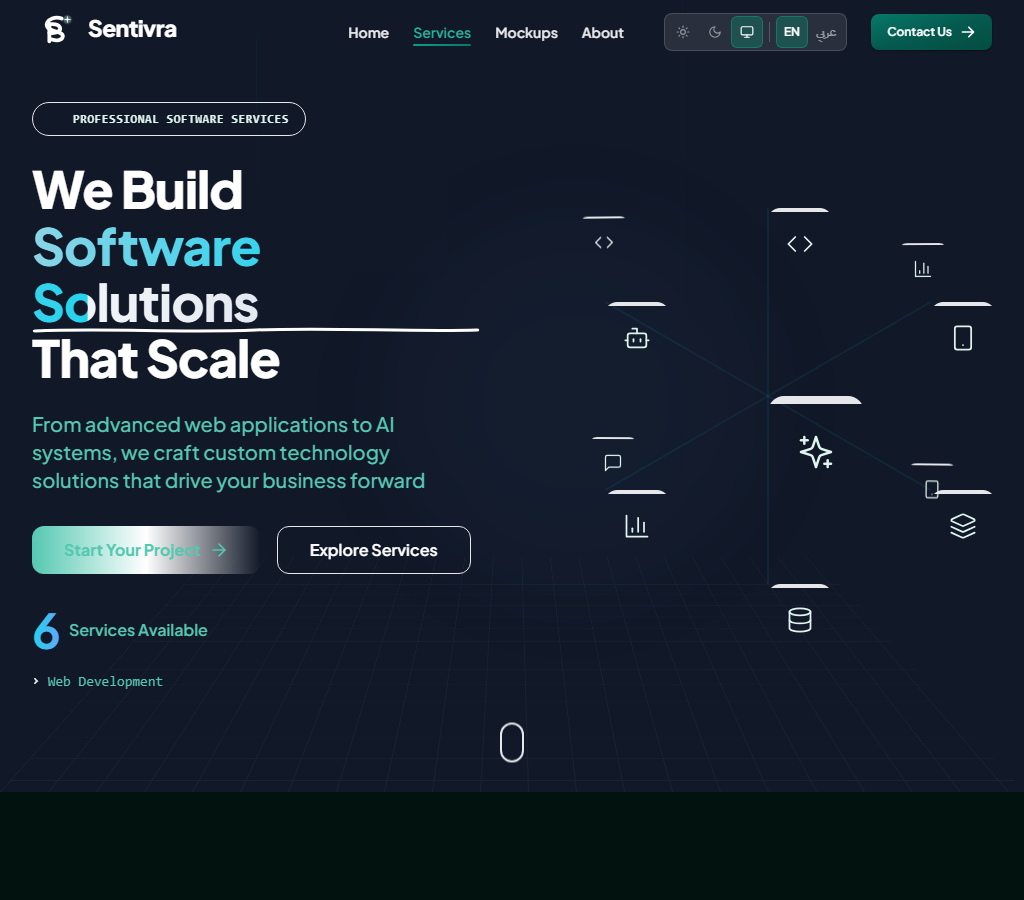 Sentivra
Home
Services
Mockups
About
EN
عربي
Contact Us
PROFESSIONAL SOFTWARE SERVICES
We Build
Software
Solutions
That Scale
From advanced web applications to AI
systems, we craft custom technology
solutions that drive your business forward
Start Your Project
Explore Services
6 Services Available
› Web Development